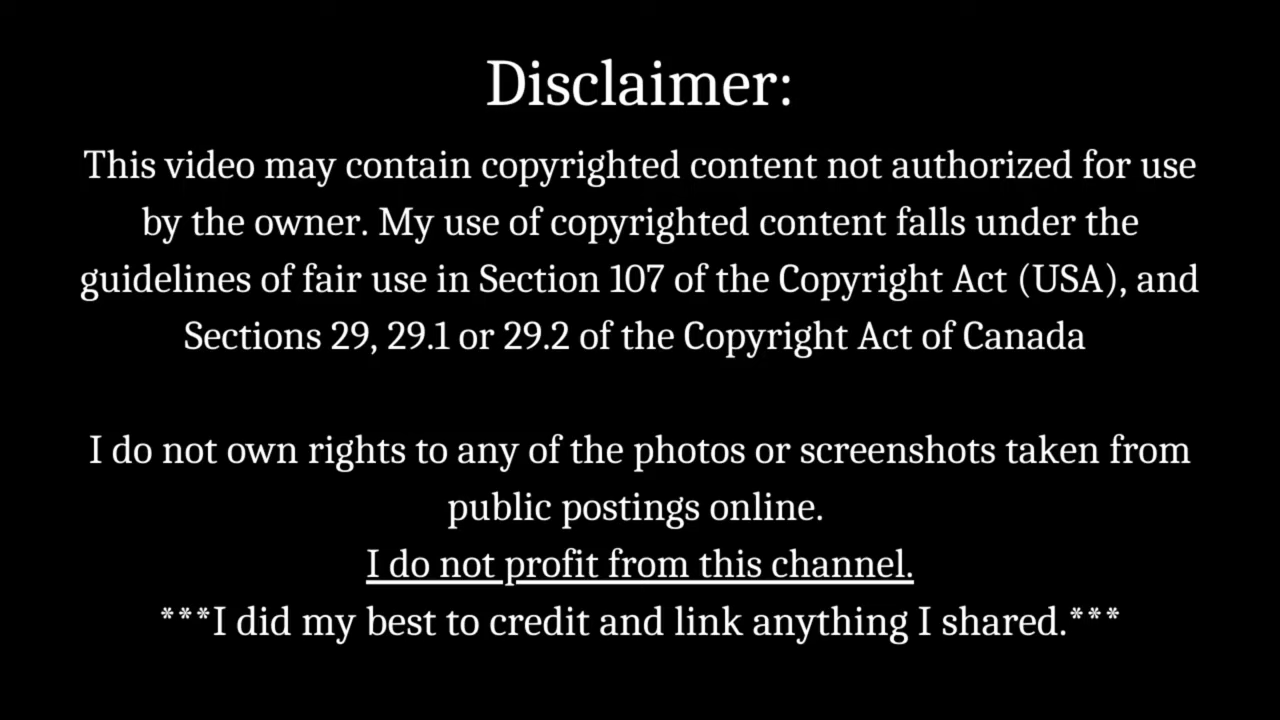 Disclaimer:
This video may contain copyrighted content not authorized for use
by the owner. My use of copyrighted content falls under the
guidelines of fair use in Section 107 of the Copyright Act (USA), and
Sections 29, 29.1 or 29.2 of the Copyright Act of Canada
I do not own rights to any of the photos or screenshots taken from
public postings online.
I do not profit from this channel.
***I did my best to credit and link anything I shared.***